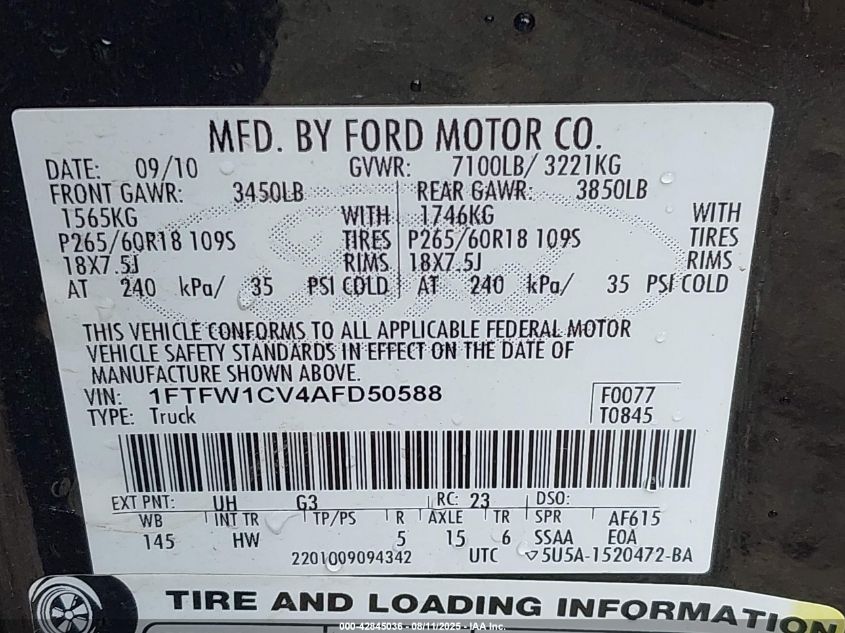 MFD. BY FORD MOTOR CO.
DATE: 09/10 GVWR: 7100LB/ 3221KG
FRONT GAWR: 3450LB REAR GAWR: 3850LB
1565KG WITH 1746KG WITH
P265/60R18 109S TIRES P265/60R18 109S TIRES
18X7.5J RIMS 18X7.5J RIMS
AT 240 kPa/ 35 PSI COLD AT 240 kPa/ 35 PSI COLD
THIS VEHICLE CONFORMS TO ALL APPLICABLE FEDERAL MOTOR
VEHICLE SAFETY STANDARDS IN EFFECT ON THE DATE OF
MANUFACTURE SHOWN ABOVE.
VIN: 1FTFW1CV4AFD50588 F0077
TYPE: Truck T0845
EXT PNT: UH G3 RC: 23 DSO:
WB INT TR TP/PS R AXLE TR SPR AF615
145 HW 5 15 6 SSAA E0A
2201009094342 UTC 5U5A-1520472-BA
TIRE AND LOADING INFORMATION
000-42845036 - 08/11/2025 - IAA Inc.